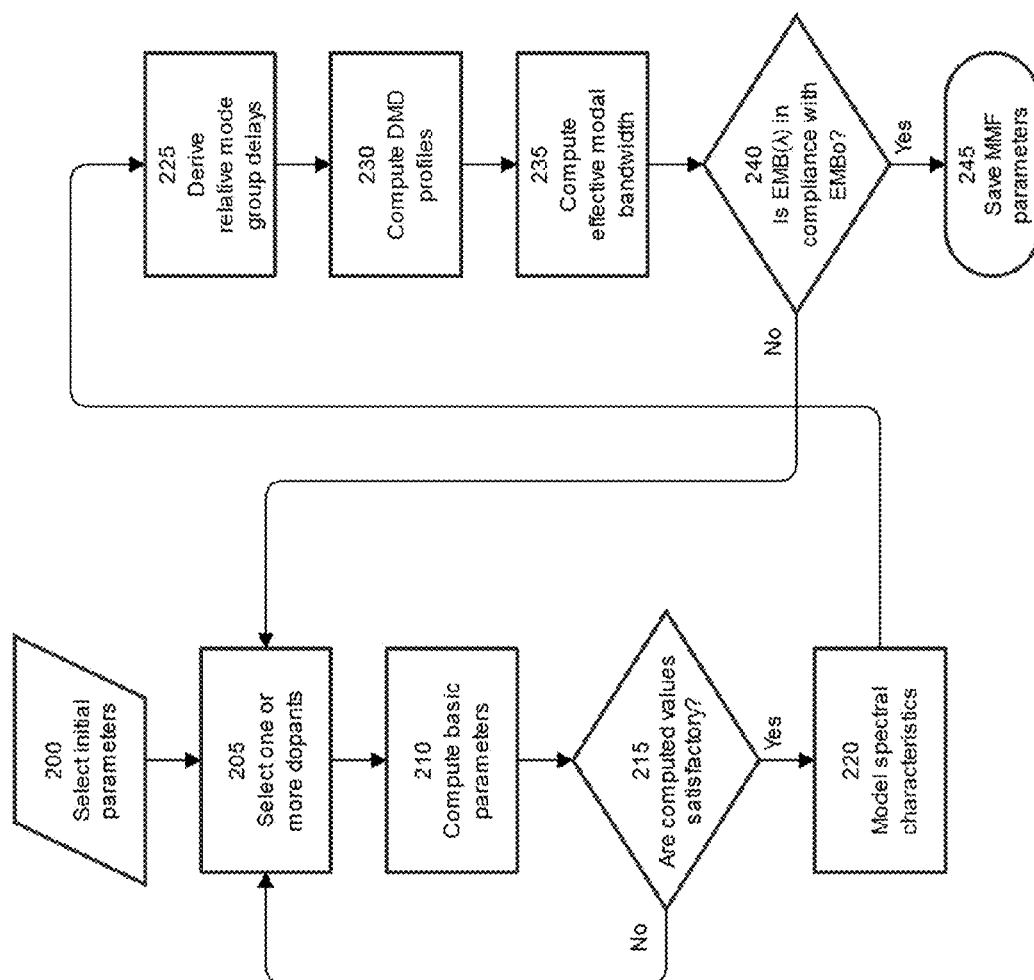 200
Select initial
parameters
205
Select one or
more dopants
210
Compute basic
parameters
215
Are computed values
satisfactory?
No
Yes
220
Model spectral
characteristics
225
Derive
relative mode
group delays
230
Compute DMD
profiles
235
Compute
effective modal
bandwidth
240
Is EMB(λ) in
compliance with
EMBo?
No
Yes
245
Save MMF
parameters